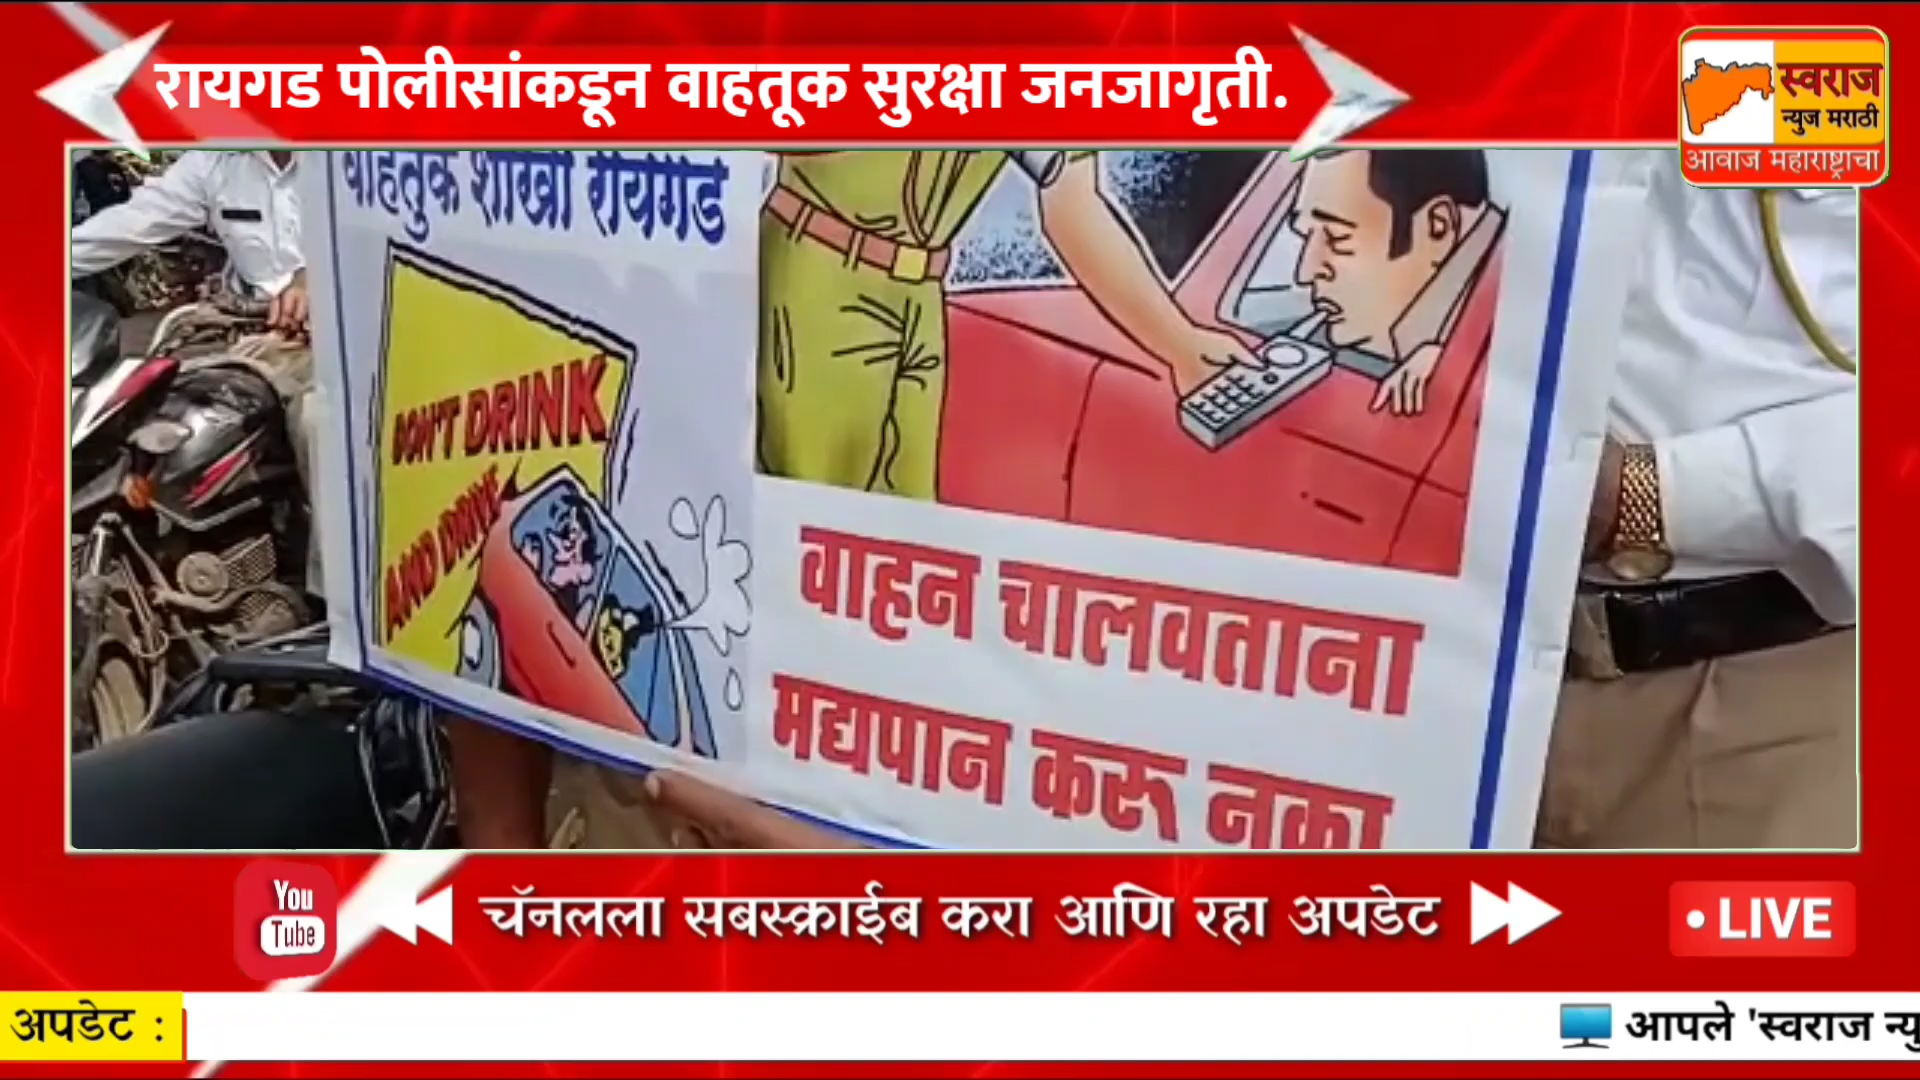 रायगड पोलीसांकडून वाहतूक सुरक्षा जनजागृती.
स्वराज
न्युज मराठी
आवाज महाराष्ट्राचा
वाहतुक शाखा रायगड
DON'T DRINK
AND DRIVE
वाहन चालवताना
मद्यपान करू नका
You
Tube
चॅनलला सबस्क्राईब करा आणि रहा अपडेट
• LIVE
अपडेट :
आपले 'स्वराज न्यु